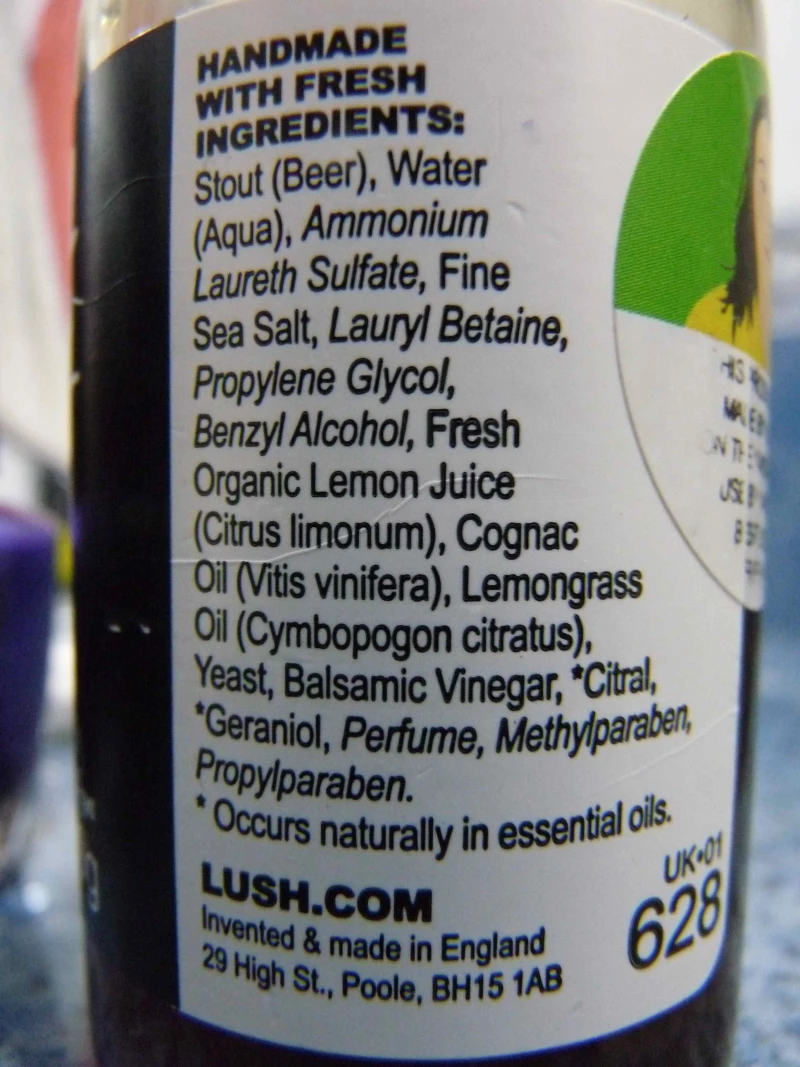 HANDMADE
WITH FRESH
INGREDIENTS:
Stout (Beer), Water
(Aqua), Ammonium
Laureth Sulfate, Fine
Sea Salt, Lauryl Betaine,
Propylene Glycol,
Benzyl Alcohol, Fresh
Organic Lemon Juice
(Citrus limonum), Cognac
Oil (Vitis vinifera), Lemongrass
Oil (Cymbopogon citratus),
Yeast, Balsamic Vinegar, *Citral,
*Geraniol, Perfume, Methylparaben,
Propylparaben.
* Occurs naturally in essential oils.
LUSH.COM
Invented & made in England
29 High St., Poole, BH15 1AB
UK•01
628